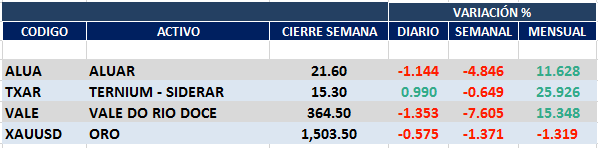 VARIACIÓN %
CODIGO ACTIVO CIERRE SEMANA DIARIO SEMANAL MENSUAL
ALUA ALUAR 21.60 -1.144 -4.846 11.628
TXAR TERNIUM - SIDERAR 15.30 0.990 -0.649 25.926
VALE VALE DO RIO DOCE 364.50 -1.353 -7.605 15.348
XAUUSD ORO 1,503.50 -0.575 -1.371 -1.319